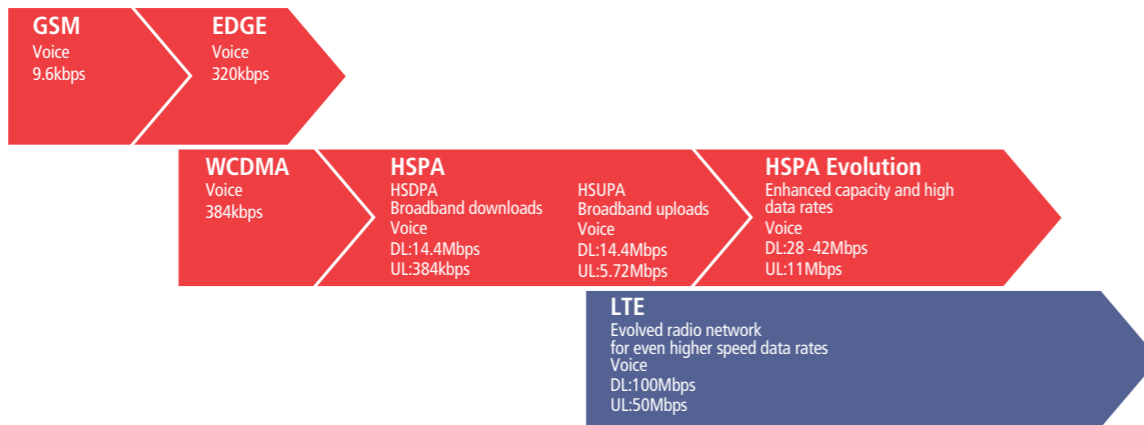 GSM
Voice
9.6kbps
EDGE
Voice
320kbps
WCDMA
Voice
384kbps
HSPA
HSDPA
Broadband downloads
Voice
DL:14.4Mbps
UL:384kbps
HSUPA
Broadband uploads
Voice
DL:14.4Mbps
UL:5.72Mbps
HSPA Evolution
Enhanced capacity and high
data rates
Voice
DL:28 -42Mbps
UL:11Mbps
LTE
Evolved radio network
for even higher speed data rates
Voice
DL:100Mbps
UL:50Mbps